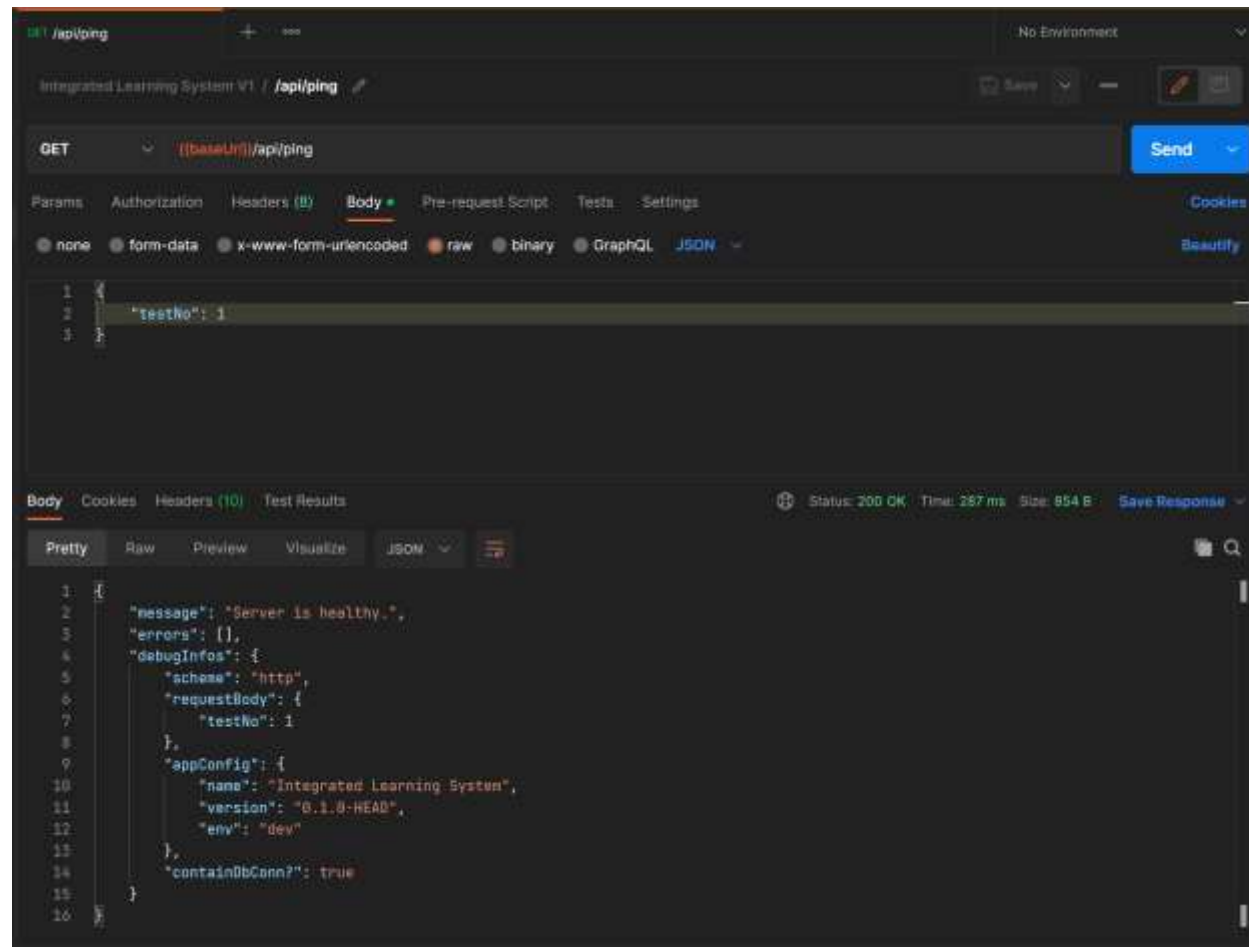 GET /api/ping + ooo No Environment
Integrated Learning System V1 / /api/ping Save
GET {{baseUrl}}/api/ping Send
Params Authorization Headers (8) Body Pre-request Script Tests Settings Cookies
none form-data x-www-form-urlencoded raw binary GraphQL JSON Beautify
1 {
2 "testNo": 1
3 }
Body Cookies Headers (10) Test Results Status: 200 OK Time: 287 ms Size: 854 B Save Response
Pretty Raw Preview Visualize JSON
1 {
2 "message": "Server is healthy.",
3 "errors": [],
4 "debugInfos": {
5 "scheme": "http",
6 "requestBody": {
7 "testNo": 1
8 },
9 "appConfig": {
10 "name": "Integrated Learning System",
11 "version": "0.1.0-HEAD",
12 "env": "dev"
13 },
14 "containDbConn?": true
15 }
16 }